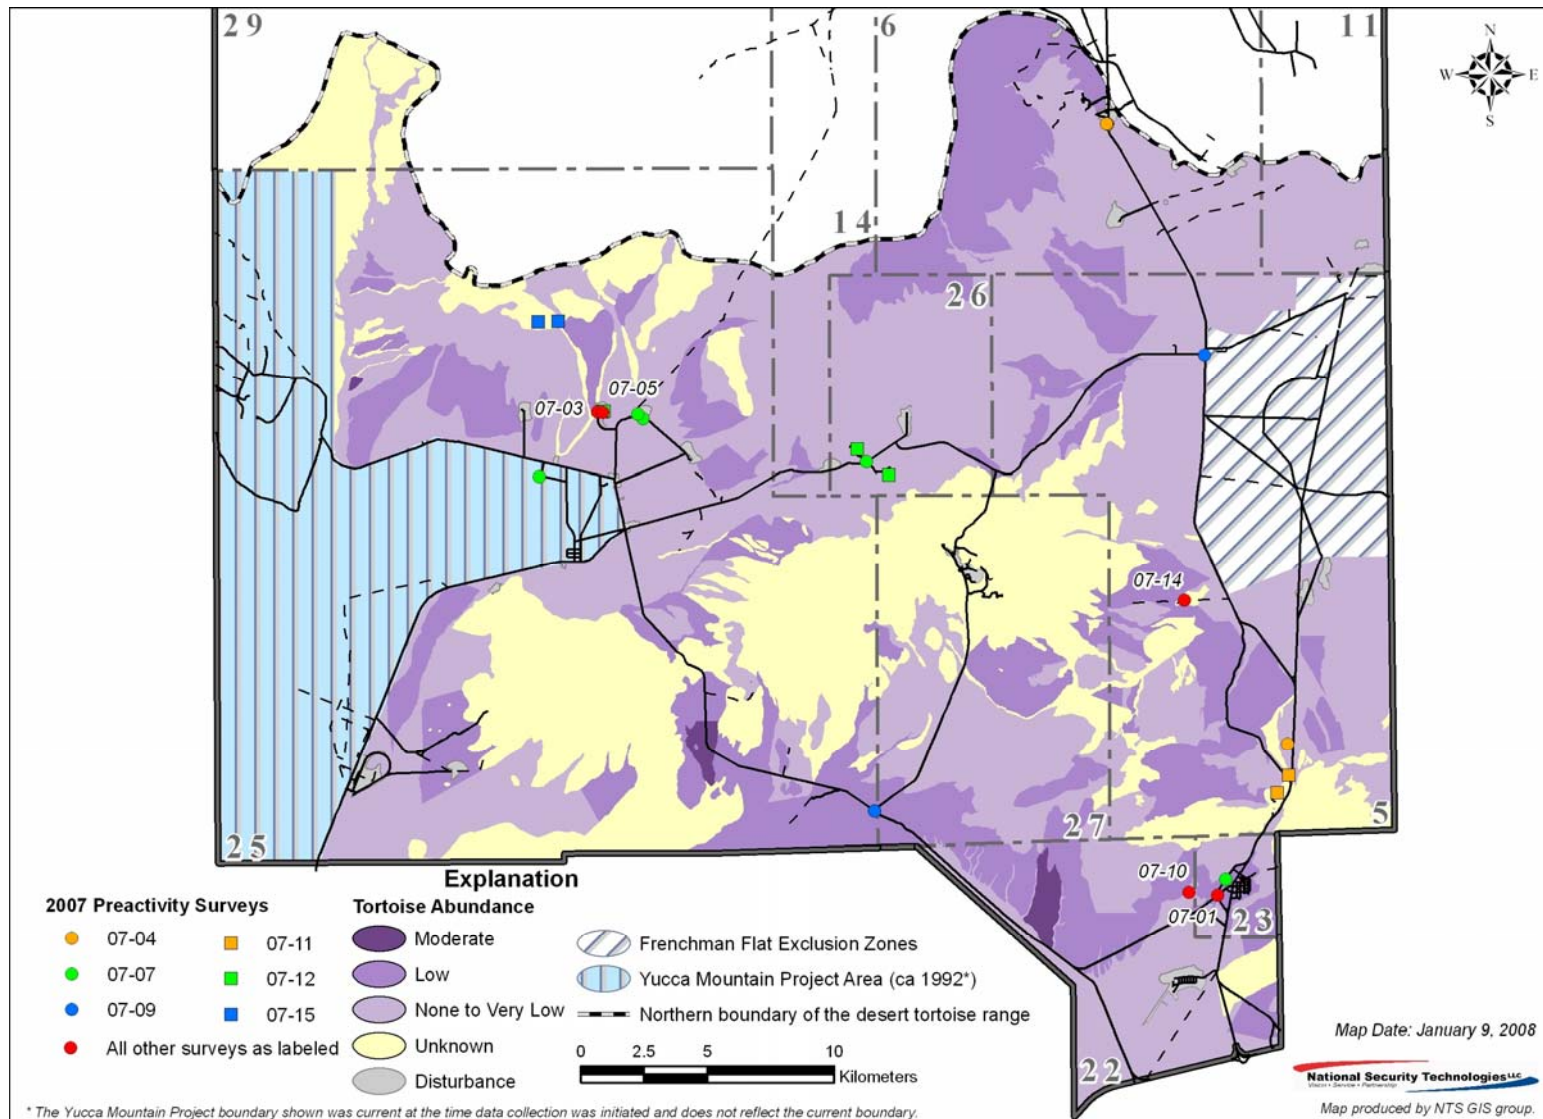 29
6
11
N
W
E
S
14
26
07-05
07-03
07-14
25
27
5
07-10
07-01
23
22
Explanation
2007 Preactivity Surveys
07-04
07-07
07-09
07-11
07-12
07-15
All other surveys as labeled
Tortoise Abundance
Moderate
Low
None to Very Low
Unknown
Disturbance
Frenchman Flat Exclusion Zones
Yucca Mountain Project Area (ca 1992*)
Northern boundary of the desert tortoise range
0 2.5 5 10
Kilometers
Map Date: January 9, 2008
National Security Technologies LLC
Vision • Service • Partnership
Map produced by NTS GIS group.
* The Yucca Mountain Project boundary shown was current at the time data collection was initiated and does not reflect the current boundary.